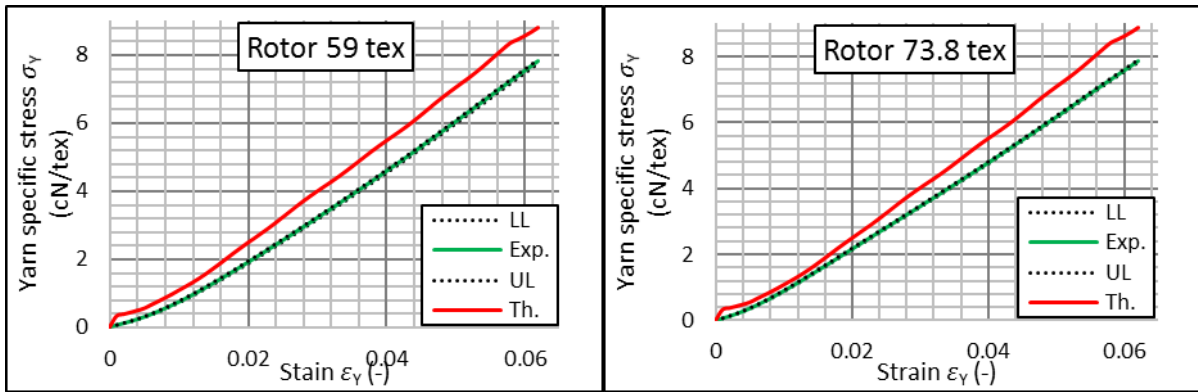 Rotor 59 tex
Yarn specific stress σY
(cN/tex)
8
6
4
2
0
0
0.02
0.04
0.06
Stain εY (-)
LL
Exp.
UL
Th.
Rotor 73.8 tex
Yarn specific stress σY
(cN/tex)
8
6
4
2
0
0
0.02
0.04
0.06
Strain εY (-)
LL
Exp.
UL
Th.